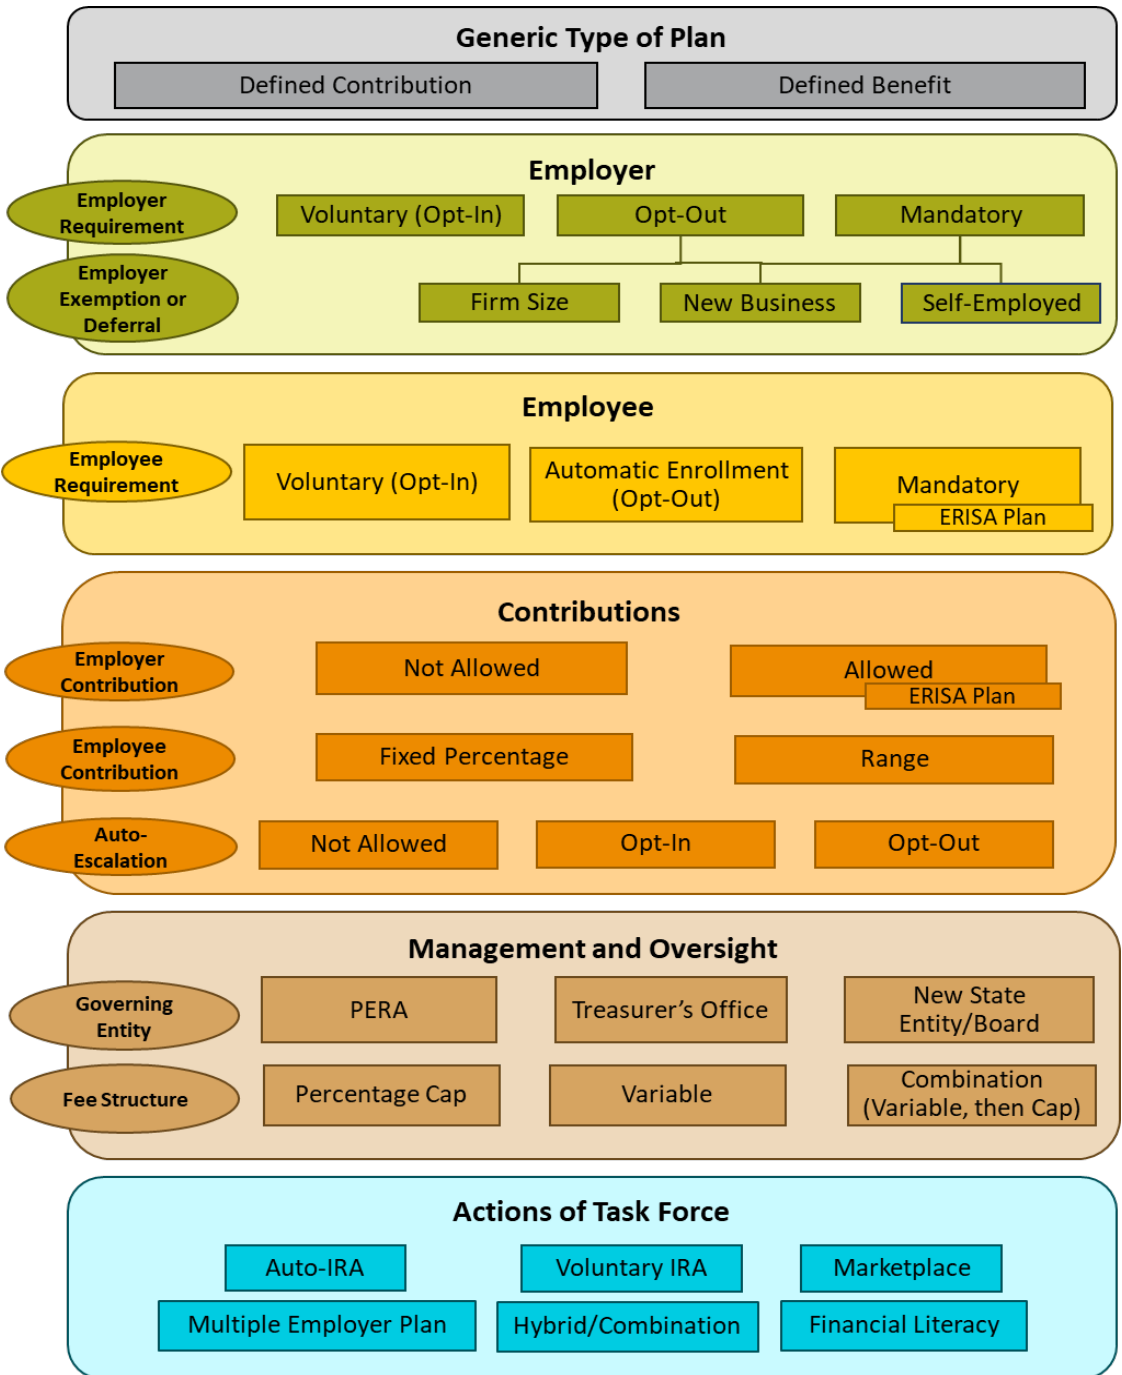 Generic Type of Plan
Defined Contribution
Defined Benefit
Employer
Employer
Requirement
Voluntary (Opt-In)
Opt-Out
Mandatory
Employer
Exemption or
Deferral
Firm Size
New Business
Self-Employed
Employee
Employee
Requirement
Voluntary (Opt-In)
Automatic Enrollment
(Opt-Out)
Mandatory
ERISA Plan
Contributions
Employer
Contribution
Not Allowed
Allowed
ERISA Plan
Employee
Contribution
Fixed Percentage
Range
Auto-
Escalation
Not Allowed
Opt-In
Opt-Out
Management and Oversight
Governing
Entity
PERA
Treasurer's Office
New State
Entity/Board
Fee Structure
Percentage Cap
Variable
Combination
(Variable, then Cap)
Actions of Task Force
Auto-IRA
Voluntary IRA
Marketplace
Multiple Employer Plan
Hybrid/Combination
Financial Literacy